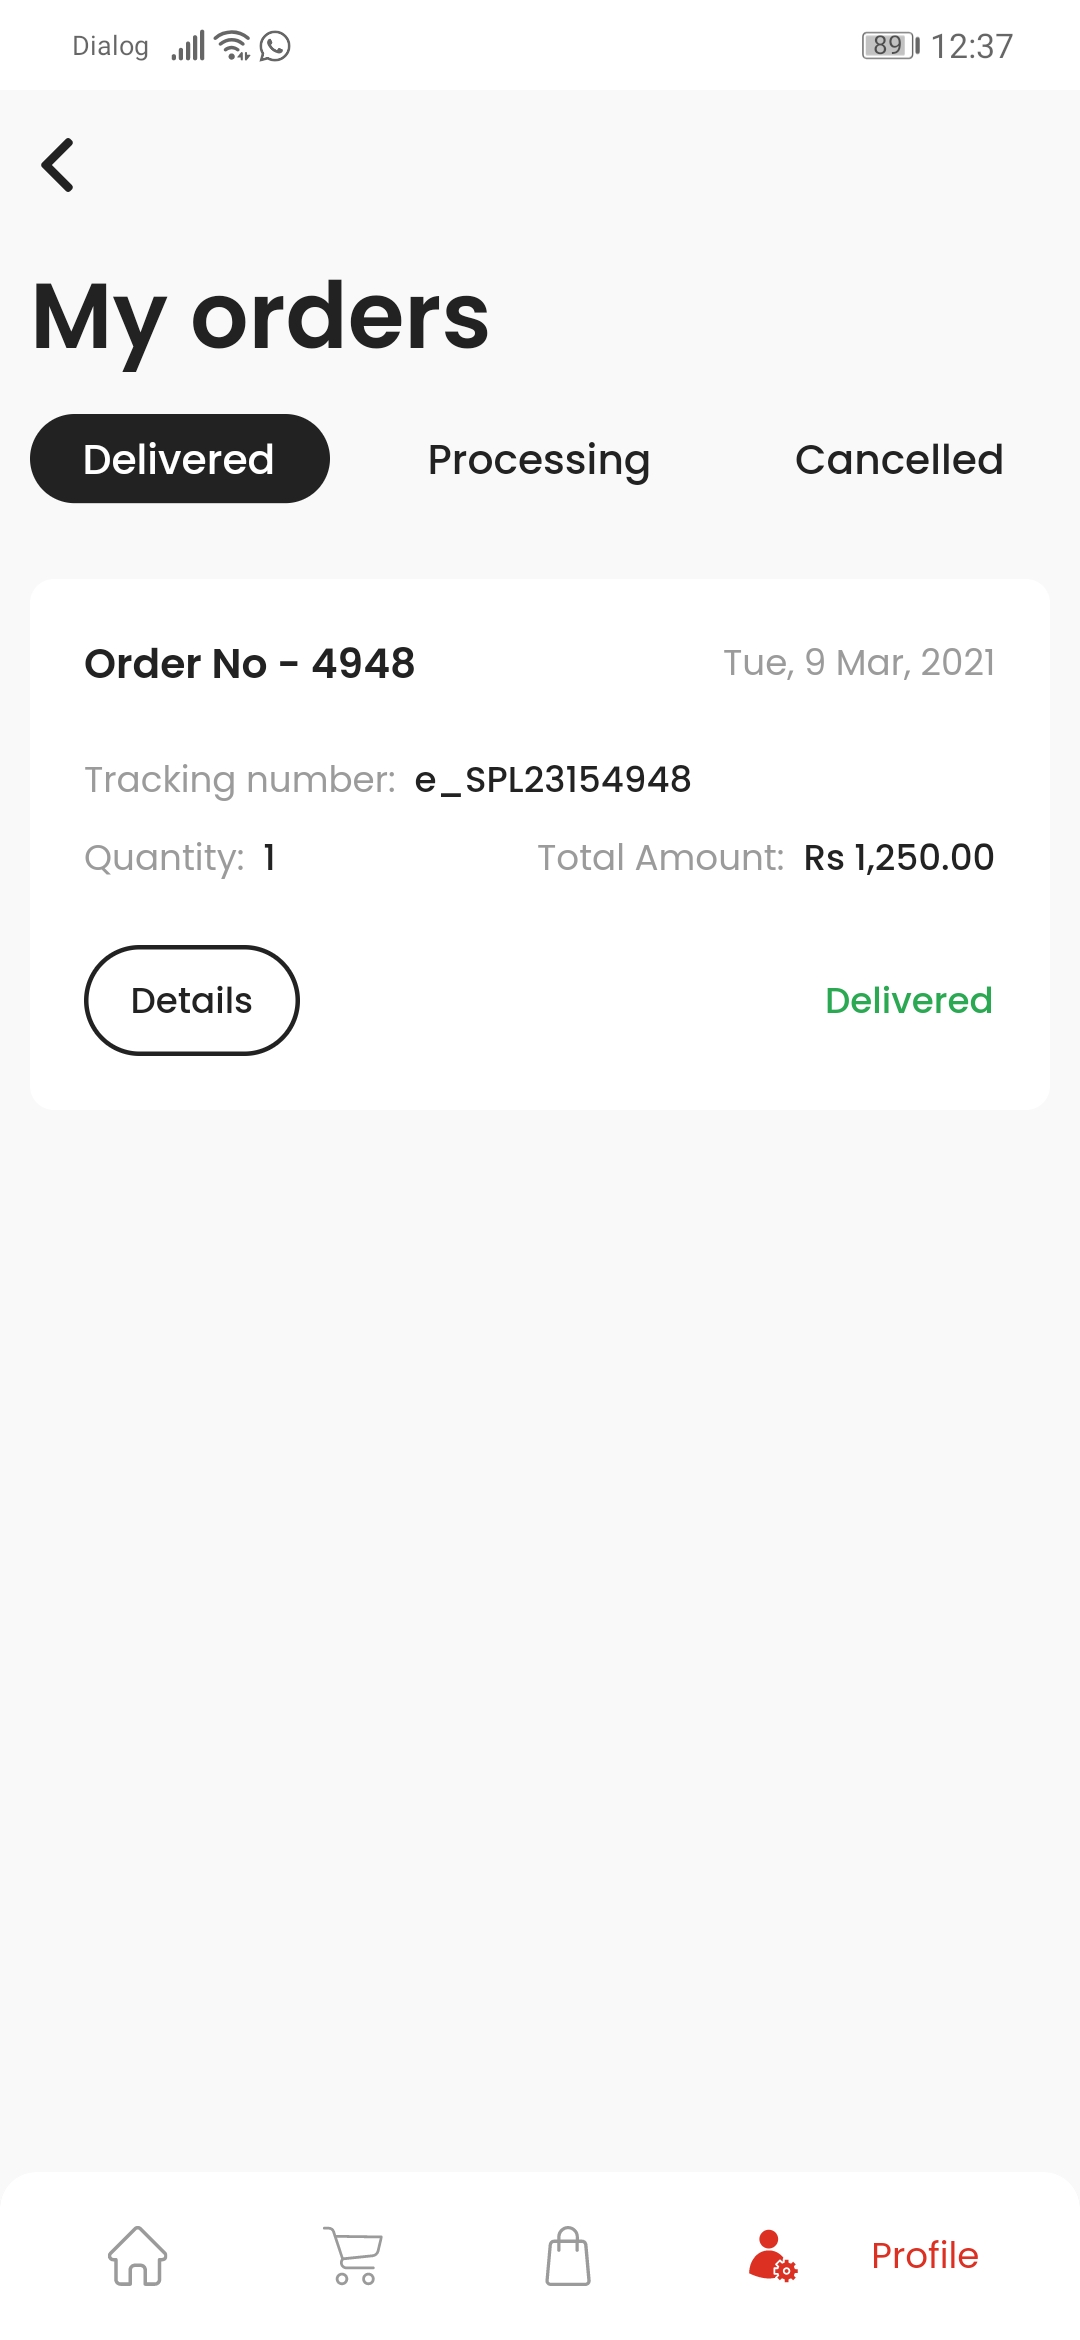 Dialog 89 12:37
My orders
Delivered Processing Cancelled
Order No - 4948 Tue, 9 Mar, 2021
Tracking number: e_SPL23154948
Quantity: 1 Total Amount: Rs 1,250.00
Details Delivered
Profile